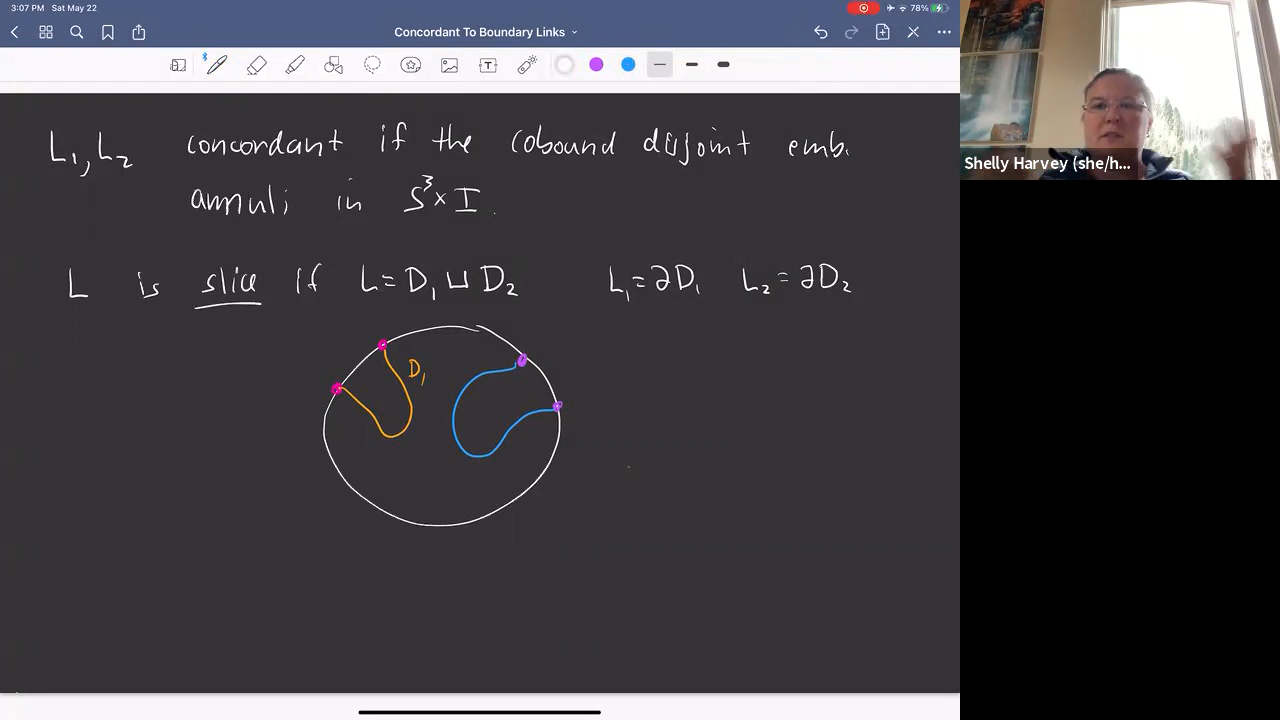 3:07 PM Sat May 22
78%
Concordant To Boundary Links
L₁, L₂ concordant if the cobound disjoint emb.
annuli in S³ × I.
L is slice if L = D₁ ⊔ D₂ L₁ = ∂D₁ L₂ = ∂D₂
D₁
Shelly Harvey (she/h...